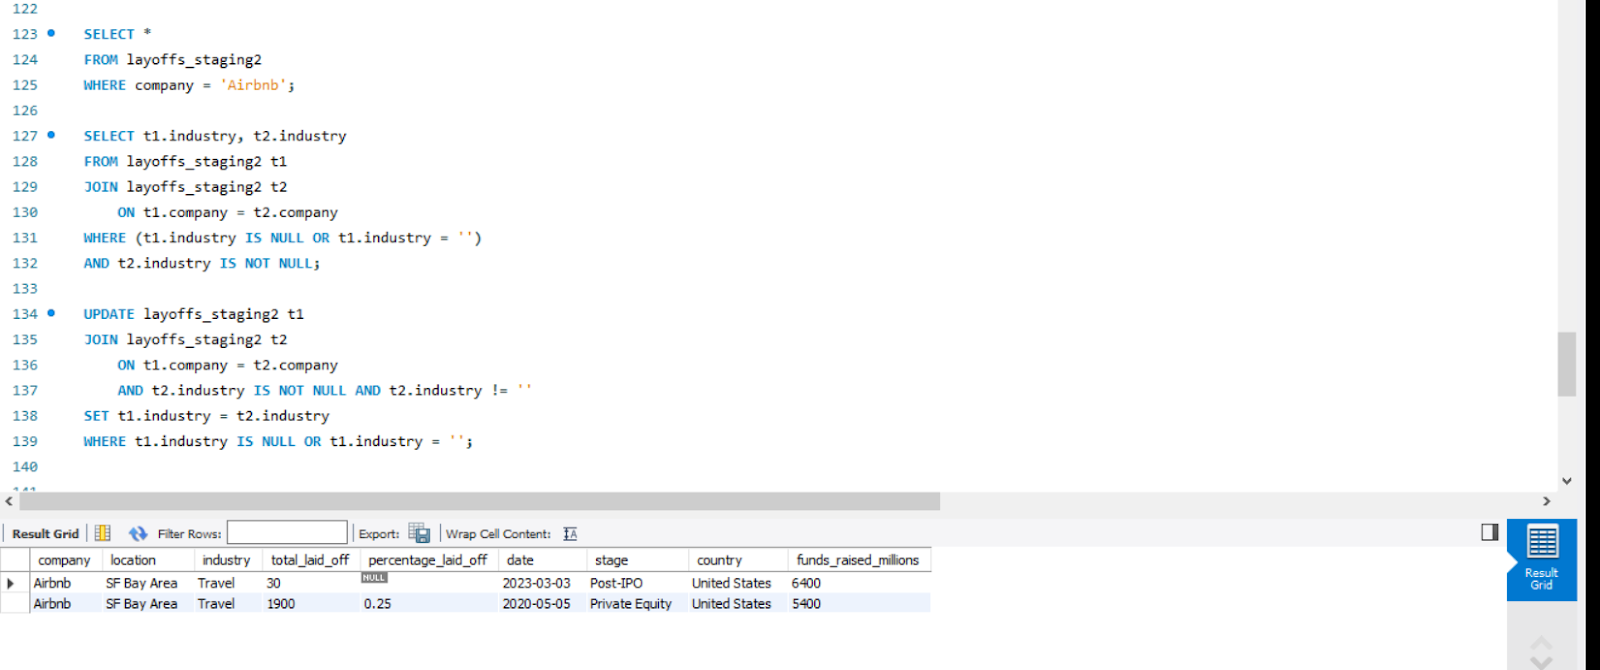 122
123 SELECT *
124 FROM layoffs_staging2
125 WHERE company = 'Airbnb';
126
127 SELECT t1.industry, t2.industry
128 FROM layoffs_staging2 t1
129 JOIN layoffs_staging2 t2
130 ON t1.company = t2.company
131 WHERE (t1.industry IS NULL OR t1.industry = '')
132 AND t2.industry IS NOT NULL;
133
134 UPDATE layoffs_staging2 t1
135 JOIN layoffs_staging2 t2
136 ON t1.company = t2.company
137 AND t2.industry IS NOT NULL AND t2.industry != ''
138 SET t1.industry = t2.industry
139 WHERE t1.industry IS NULL OR t1.industry = '';
140
Result Grid Filter Rows: Export: Wrap Cell Content:
company location industry total_laid_off percentage_laid_off date stage country funds_raised_millions
Airbnb SF Bay Area Travel 30 NULL 2023-03-03 Post-IPO United States 6400
Airbnb SF Bay Area Travel 1900 0.25 2020-05-05 Private Equity United States 5400
Result
Grid